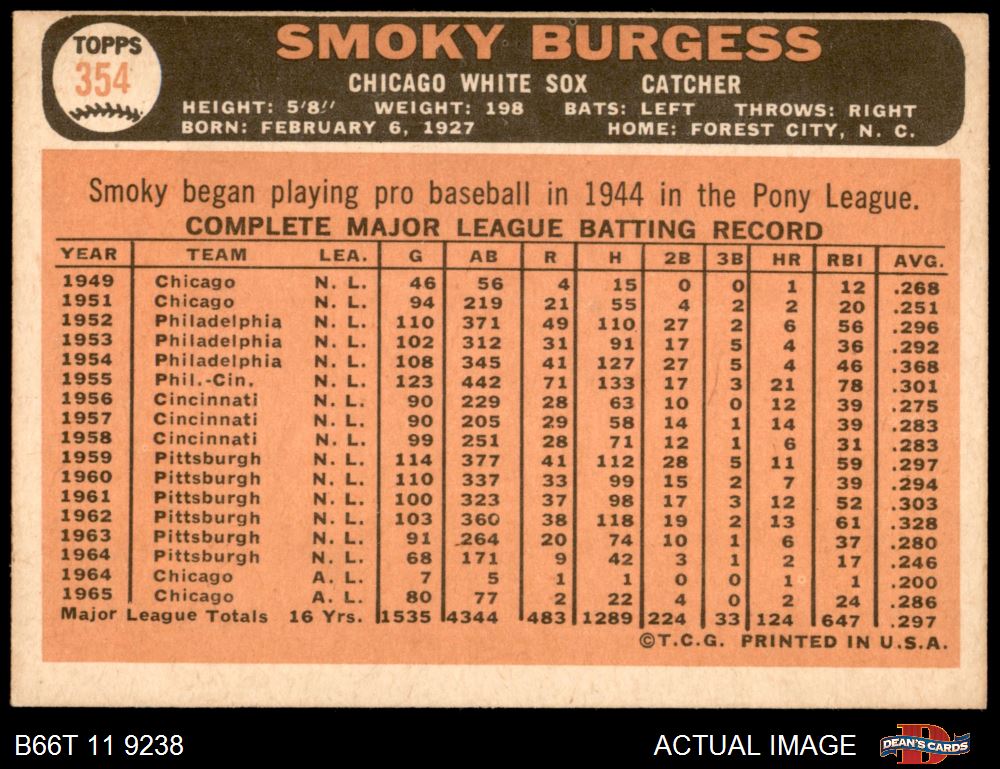 TOPPS
354
SMOKY BURGESS
CHICAGO WHITE SOX CATCHER
HEIGHT: 5'8" WEIGHT: 198 BATS: LEFT THROWS: RIGHT
BORN: FEBRUARY 6, 1927 HOME: FOREST CITY, N. C.
Smoky began playing pro baseball in 1944 in the Pony League.
COMPLETE MAJOR LEAGUE BATTING RECORD
YEAR TEAM LEA. G AB R H 2B 3B HR RBI AVG.
1949 Chicago N. L. 46 56 4 15 0 0 1 12 .268
1951 Chicago N. L. 94 219 21 55 4 2 2 20 .251
1952 Philadelphia N. L. 110 371 49 110 27 2 6 56 .296
1953 Philadelphia N. L. 102 312 31 91 17 5 4 36 .292
1954 Philadelphia N. L. 108 345 41 127 27 5 4 46 .368
1955 Phil.-Cin. N. L. 123 442 71 133 17 3 21 78 .301
1956 Cincinnati N. L. 90 229 28 63 10 0 12 39 .275
1957 Cincinnati N. L. 90 205 29 58 14 1 14 39 .283
1958 Cincinnati N. L. 99 251 28 71 12 1 6 31 .283
1959 Pittsburgh N. L. 114 377 41 112 28 5 11 59 .297
1960 Pittsburgh N. L. 110 337 33 99 15 2 7 39 .294
1961 Pittsburgh N. L. 100 323 37 98 17 3 12 52 .303
1962 Pittsburgh N. L. 103 360 38 118 19 2 13 61 .328
1963 Pittsburgh N. L. 91 264 20 74 10 1 6 37 .280
1964 Pittsburgh N. L. 68 171 9 42 3 1 2 17 .246
1964 Chicago A. L. 7 5 1 1 0 0 1 1 .200
1965 Chicago A. L. 80 77 2 22 4 0 2 24 .286
Major League Totals 16 Yrs. 1535 4344 483 1289 224 33 124 647 .297
©T.C.G. PRINTED IN U.S.A.
B66T 11 9238 ACTUAL IMAGE DEAN'S CARDS